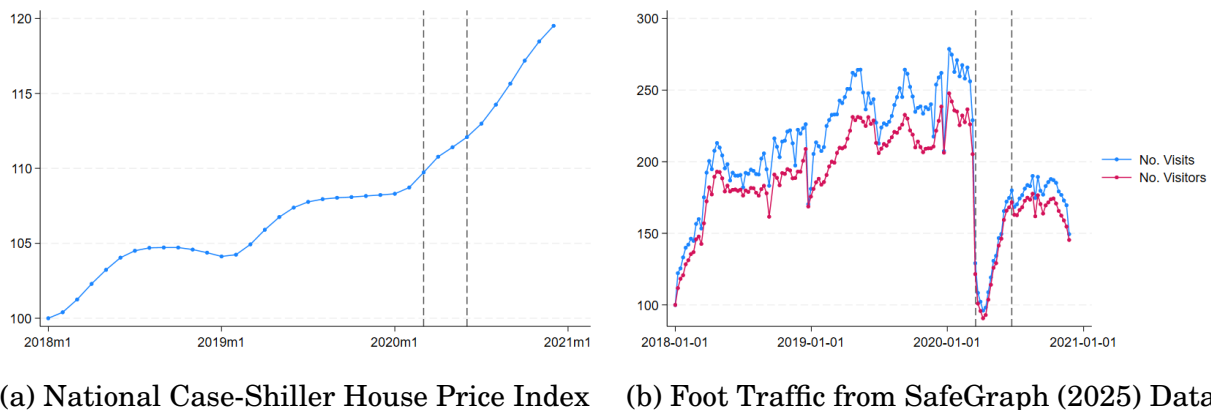 120
115
110
105
100
2018m1 2019m1 2020m1 2021m1
300
250
200
150
100
2018-01-01 2019-01-01 2020-01-01 2021-01-01
No. Visits
No. Visitors
(a) National Case-Shiller House Price Index
(b) Foot Traffic from SafeGraph (2025) Data